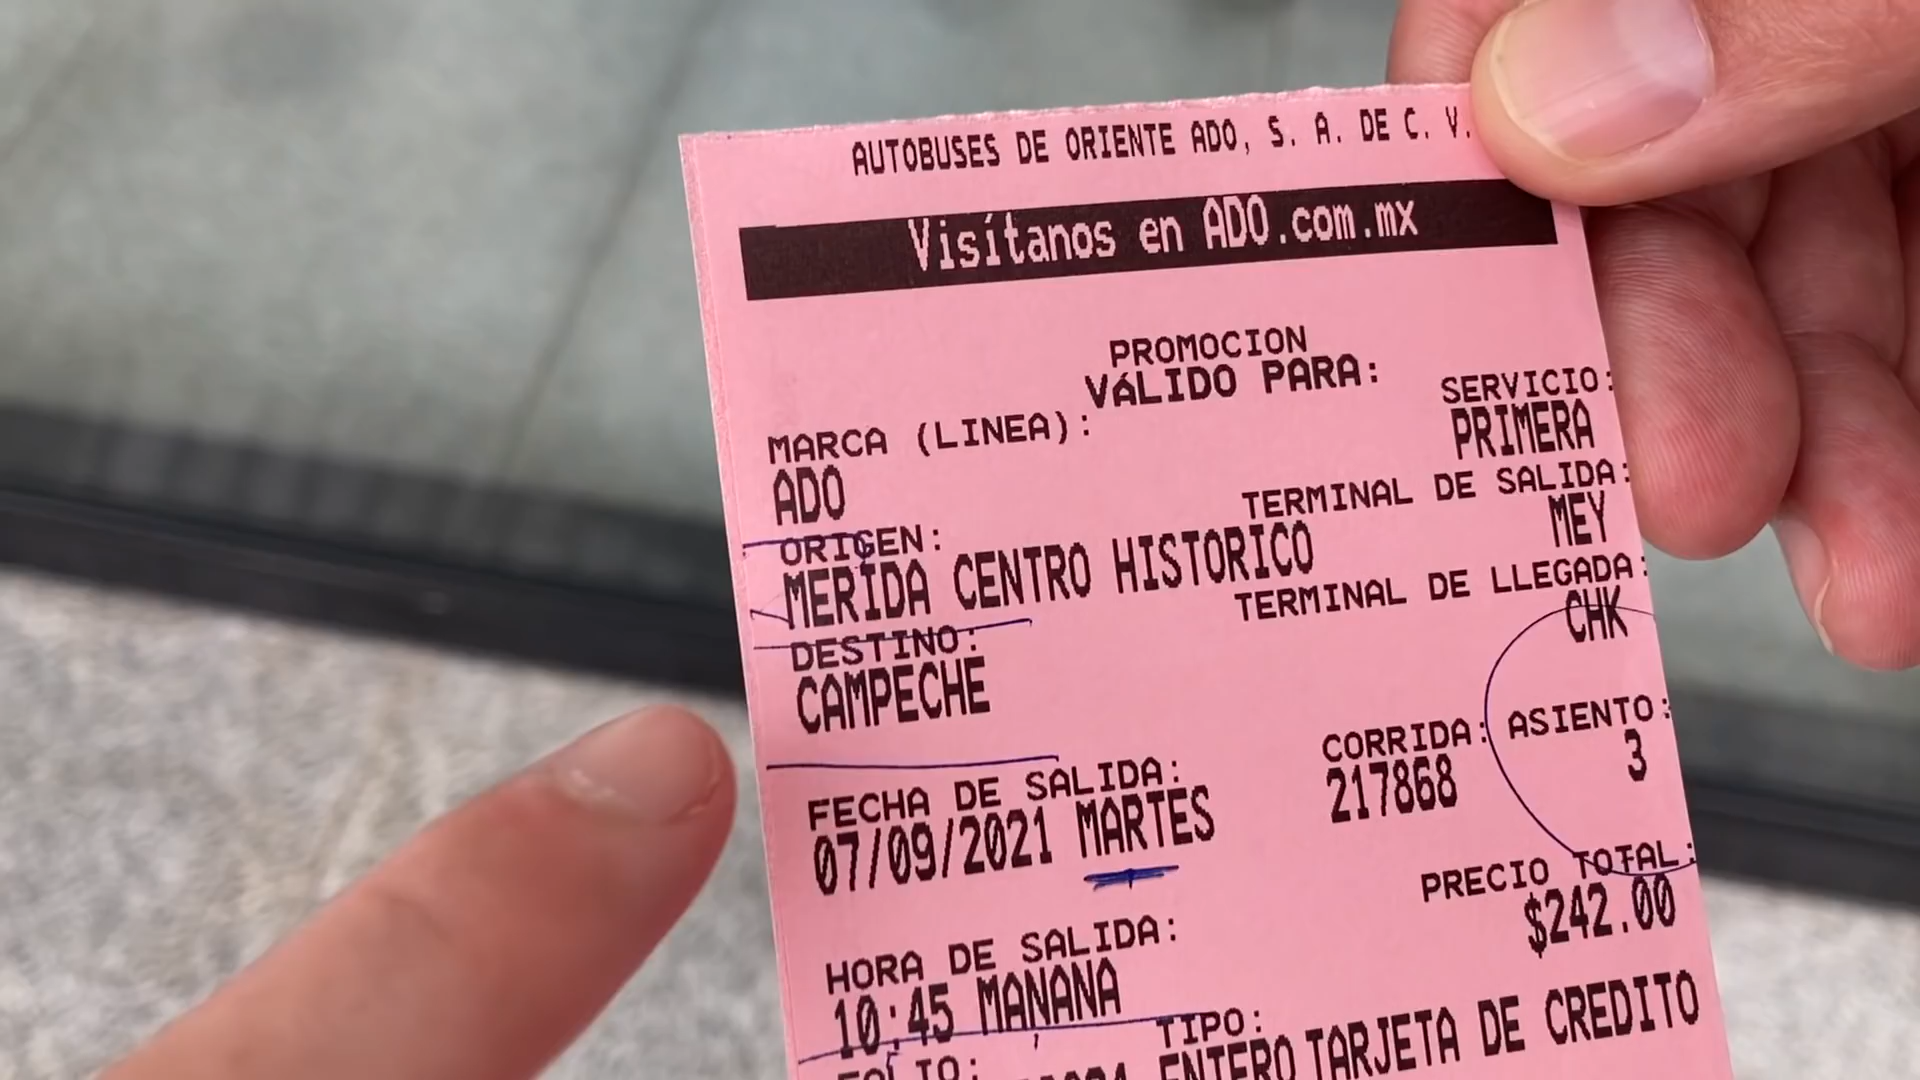 AUTOBUSES DE ORIENTE ADO, S. A. DE C. V.
Visítanos en ADO.com.mx
PROMOCION
VÁLIDO PARA:
MARCA (LINEA):
SERVICIO:
ADO
PRIMERA
ORIGEN:
TERMINAL DE SALIDA:
MERIDA CENTRO HISTORICO
MEY
DESTINO:
TERMINAL DE LLEGADA:
CAMPECHE
CHK
FECHA DE SALIDA:
CORRIDA: ASIENTO:
07/09/2021 MARTES
217868 3
HORA DE SALIDA:
PRECIO TOTAL:
10:45 MANANA
$242.00
FOLIO:
TIPO:
ENTERO TARJETA DE CREDITO